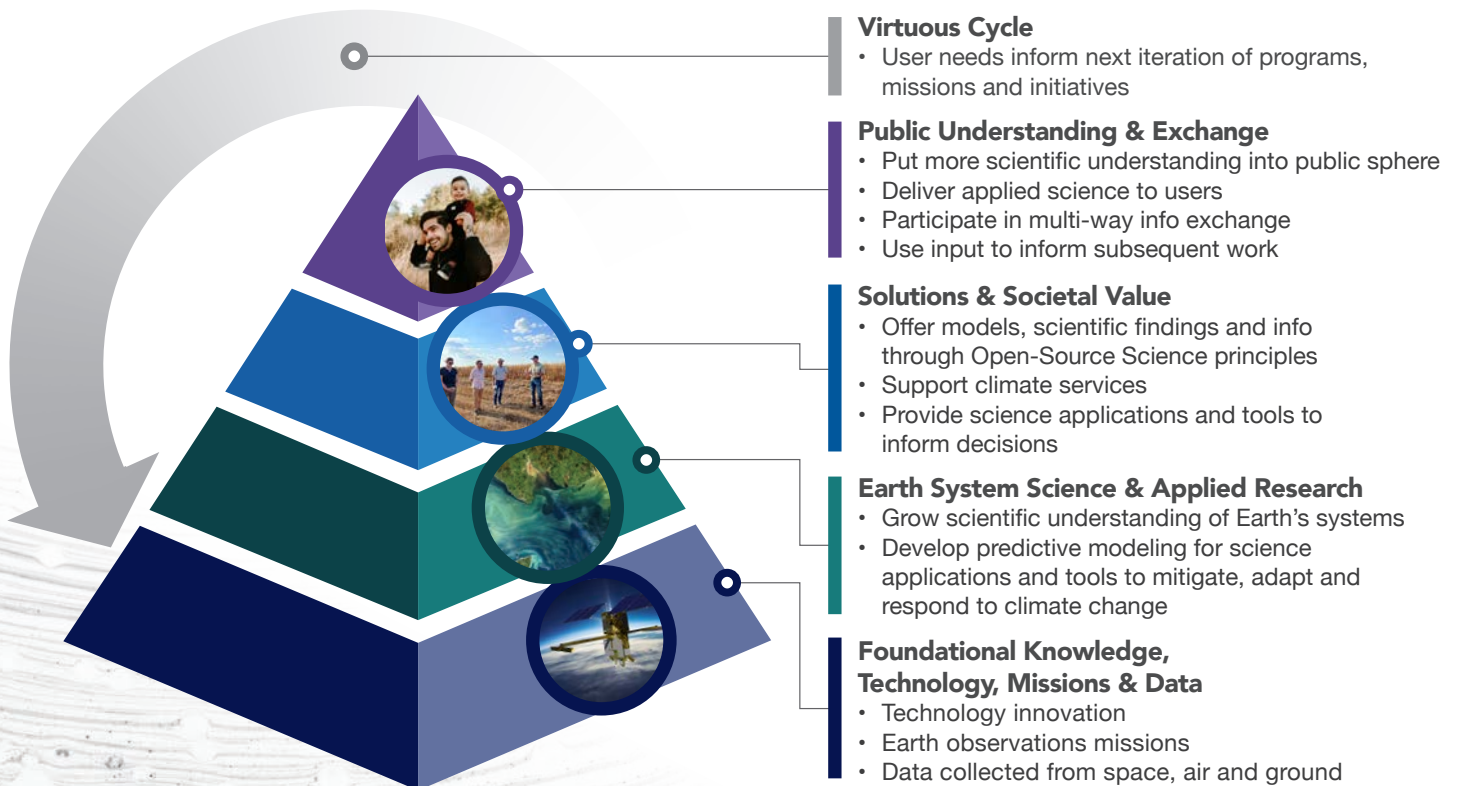 Virtuous Cycle
• User needs inform next iteration of programs,
missions and initiatives
Public Understanding & Exchange
• Put more scientific understanding into public sphere
• Deliver applied science to users
• Participate in multi-way info exchange
• Use input to inform subsequent work
Solutions & Societal Value
• Offer models, scientific findings and info
through Open-Source Science principles
• Support climate services
• Provide science applications and tools to
inform decisions
Earth System Science & Applied Research
• Grow scientific understanding of Earth's systems
• Develop predictive modeling for science
applications and tools to mitigate, adapt and
respond to climate change
Foundational Knowledge,
Technology, Missions & Data
• Technology innovation
• Earth observations missions
• Data collected from space, air and ground